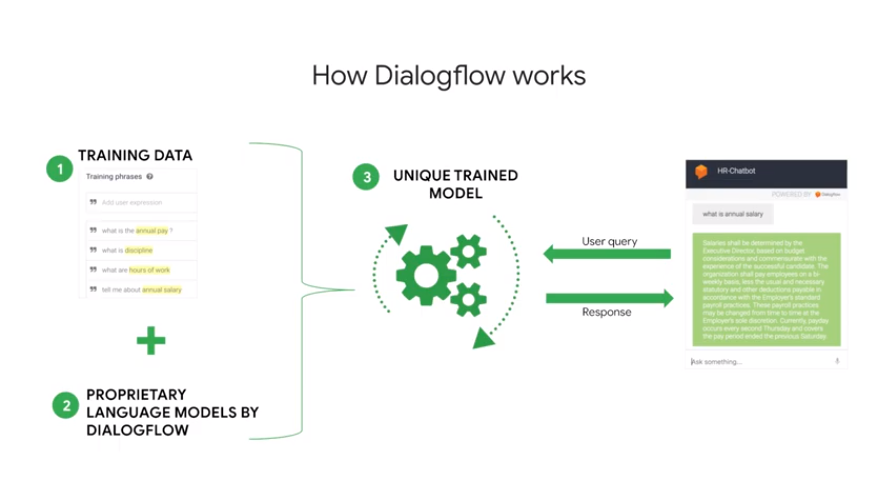 How Dialogflow works
1
TRAINING DATA
Training phrases ?
Add user expression
what is the annual pay ?
what is discipline
what are hours of work
tell me about annual salary
+
2
PROPRIETARY
LANGUAGE MODELS BY
DIALOGFLOW
3
UNIQUE TRAINED
MODEL
User query
Response
HR-Chatbot
POWERED BY Dialogflow
what is annual salary
Salaries shall be determined by the
Executive Director, based on budget
considerations and commensurate with the
experience of the successful candidate. The
organization shall pay employees on a bi-
weekly basis, less the usual and necessary
statutory and other deductions payable in
accordance with the Employer's standard
payroll practices. These payroll practices
may be changed from time to time at the
Employer's sole discretion. Currently, payday
occurs every second Thursday and covers
the pay period ended the previous Saturday.
Ask something...